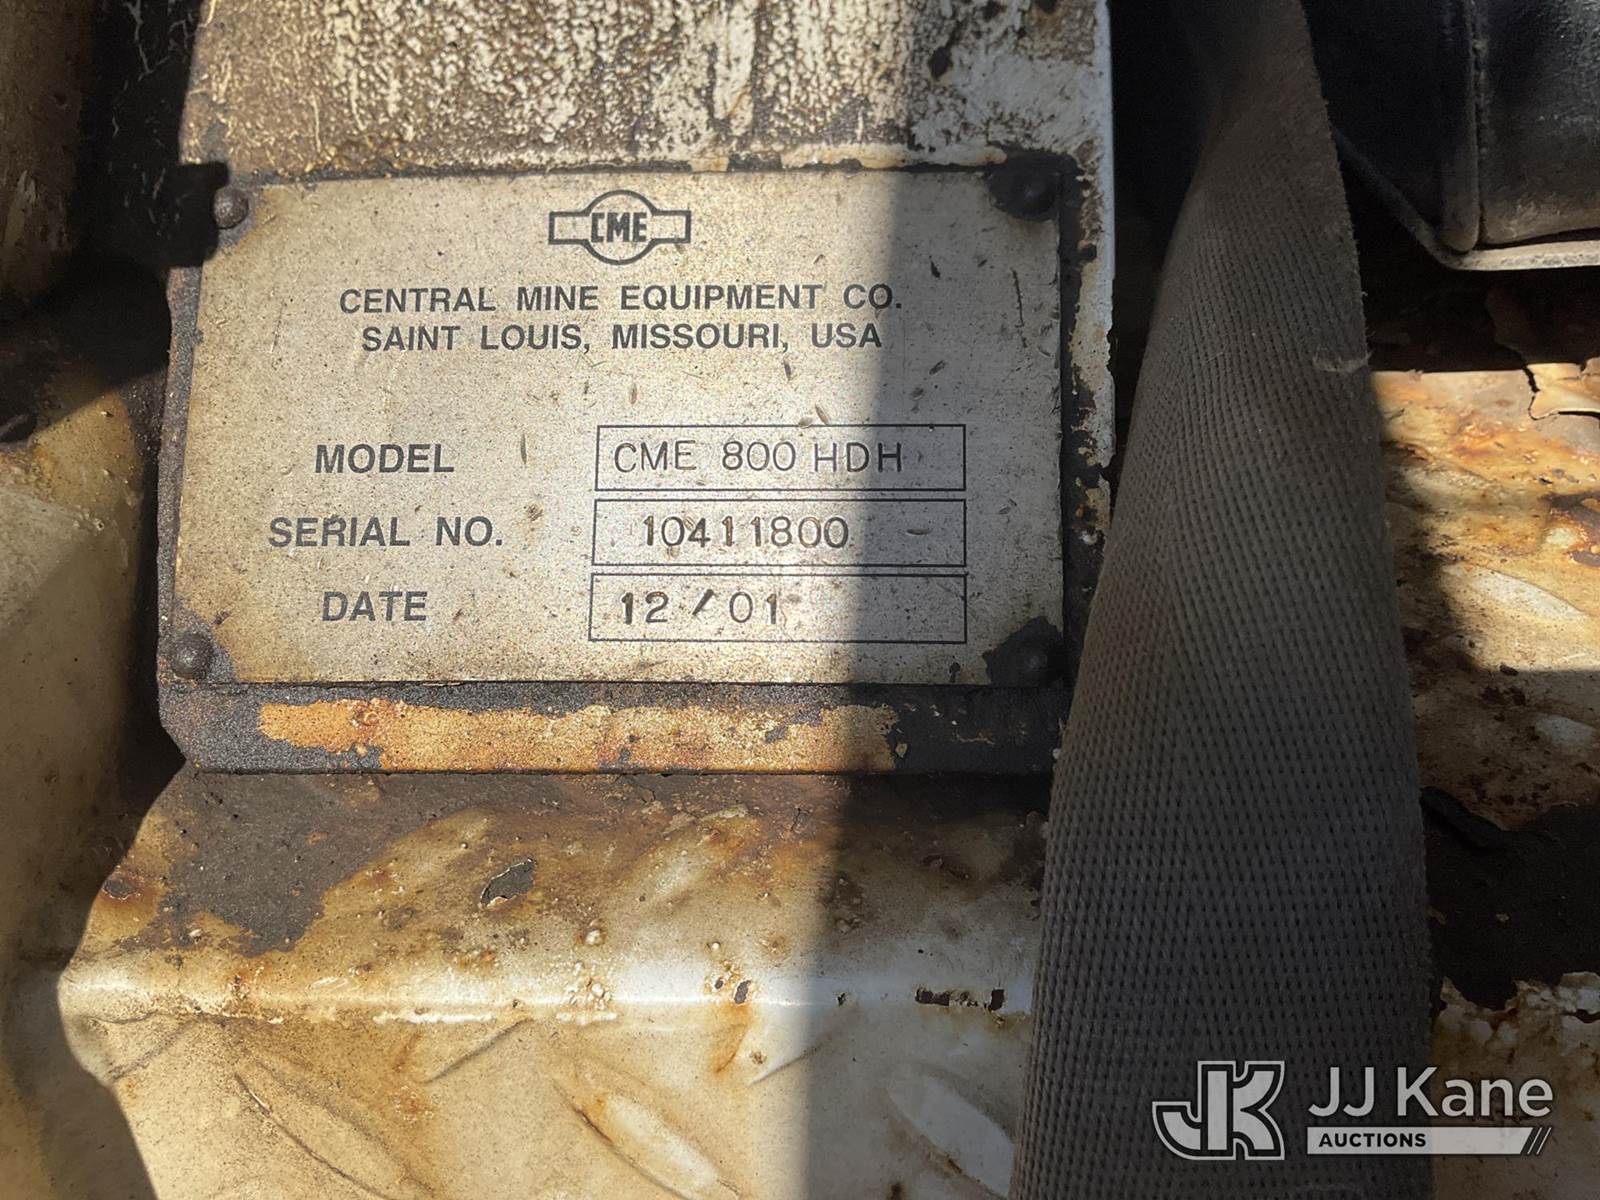 CME
CENTRAL MINE EQUIPMENT CO.
SAINT LOUIS, MISSOURI, USA
MODEL CME 800 HDH
SERIAL NO. 10411800
DATE 12/01
JK JJ Kane
AUCTIONS